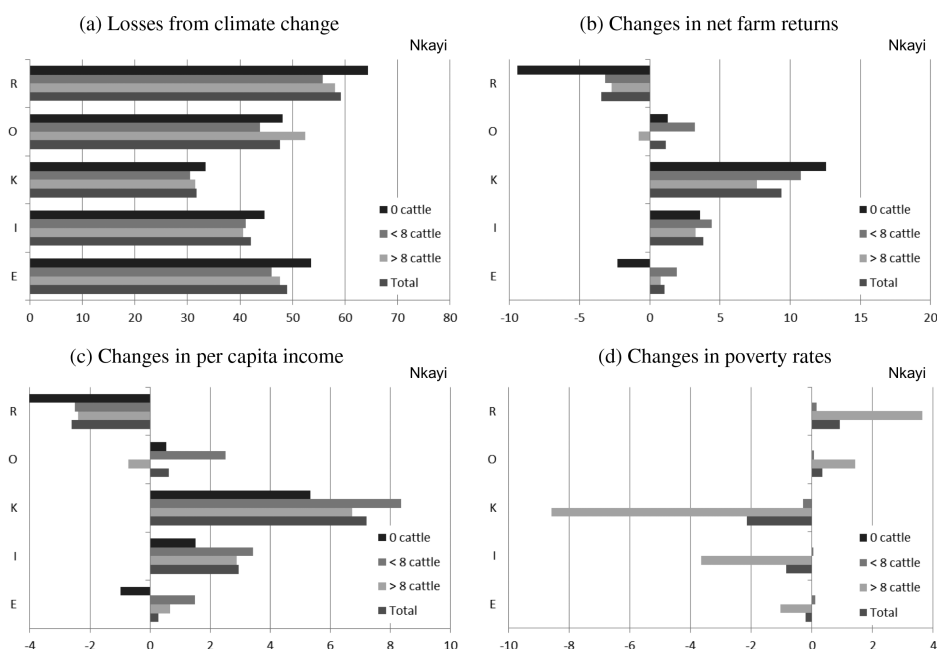 (a) Losses from climate change
Nkayi
R
O
K
I
E
0 cattle
< 8 cattle
> 8 cattle
Total
0 10 20 30 40 50 60 70 80
(b) Changes in net farm returns
Nkayi
R
O
K
I
E
0 cattle
< 8 cattle
> 8 cattle
Total
-10 -5 0 5 10 15 20
(c) Changes in per capita income
Nkayi
R
O
K
I
E
0 cattle
< 8 cattle
> 8 cattle
Total
-4 -2 0 2 4 6 8 10
(d) Changes in poverty rates
Nkayi
R
O
K
I
E
0 cattle
< 8 cattle
> 8 cattle
Total
-10 -8 -6 -4 -2 0 2 4